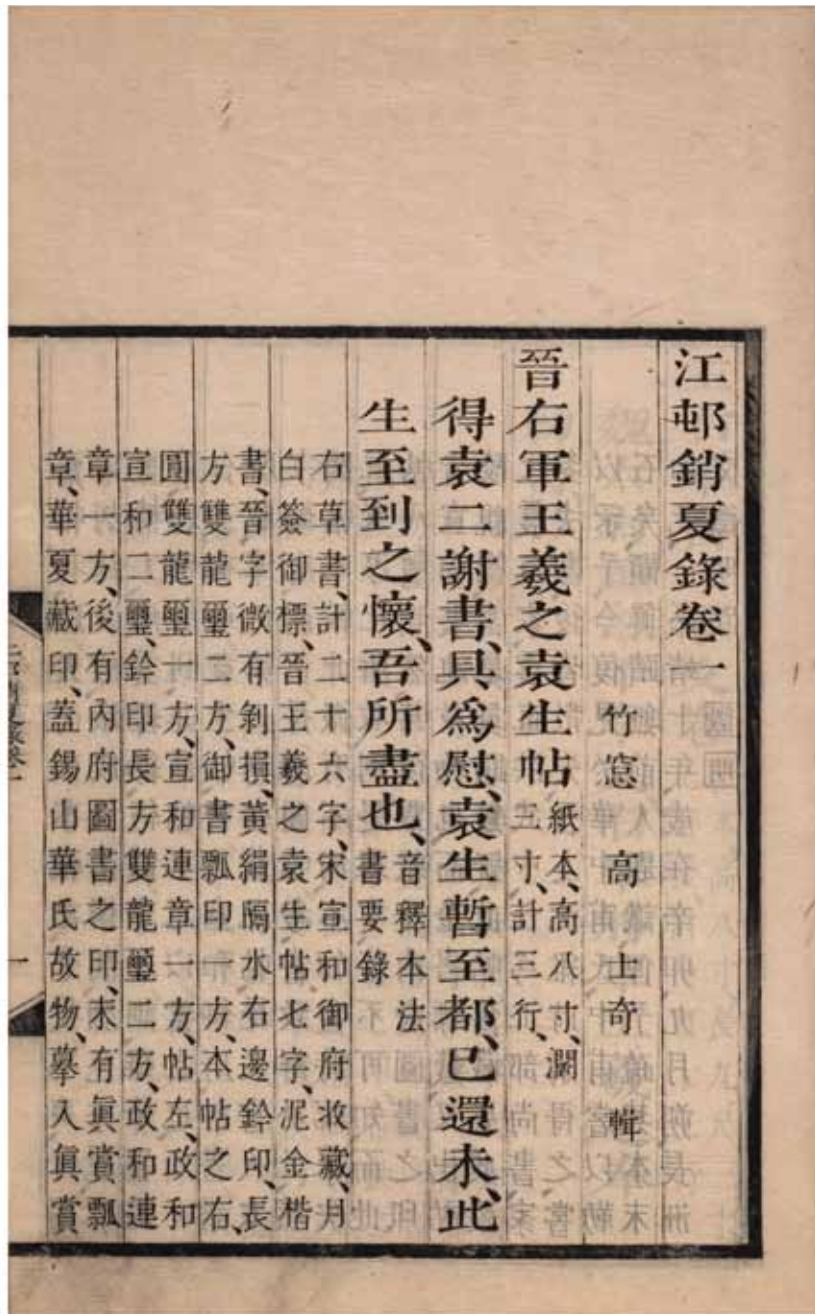 江邨銷夏錄卷一
竹窻 高士奇 輯
晉右軍王羲之袁生帖紙本、高八寸、濶
三寸、計三行、
得袁二謝書、具爲慰、袁生暫至都、已還未、此
生至到之懷、吾所盡也、音釋本法
書要錄
右草書、計二十六字、宋宣和御府收藏、月
白簽御標、晉王羲之袁生帖七字、泥金楷
書、晉字微有剝損、黃絹隔水右邊鈐印、長
方雙龍璽二方、御書瓢印一方、本帖之右、
圓雙龍璽一方、宣和連章一方、帖左、政和
宣和二璽、鈐印長方雙龍璽二方、政和連
章一方、後有內府圖書之印、末有眞賞瓢
章、華夏藏印、蓋錫山華氏故物、摹入眞賞
一